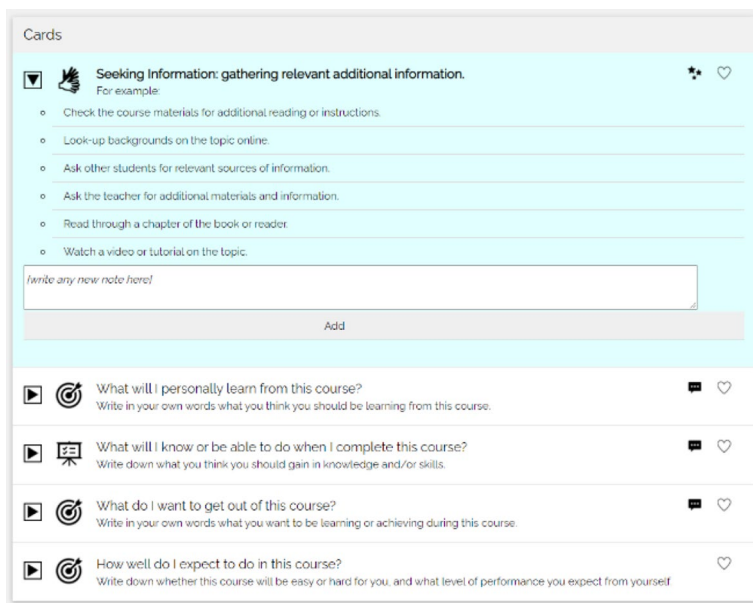 Cards
Seeking Information: gathering relevant additional information.
For example:
Check the course materials for additional reading or instructions.
Look-up backgrounds on the topic online.
Ask other students for relevant sources of information.
Ask the teacher for additional materials and information.
Read through a chapter of the book or reader.
Watch a video or tutorial on the topic.
[write any new note here]
Add
What will I personally learn from this course?
Write in your own words what you think you should be learning from this course.
What will I know or be able to do when I complete this course?
Write down what you think you should gain in knowledge and/or skills.
What do I want to get out of this course?
Write in your own words what you want to be learning or achieving during this course.
How well do I expect to do in this course?
Write down whether this course will be easy or hard for you, and what level of performance you expect from yourself